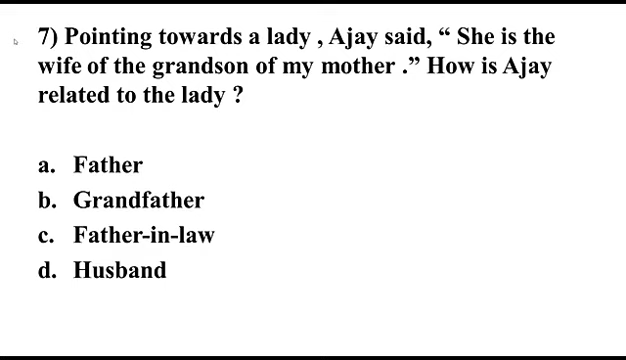 7) Pointing towards a lady , Ajay said, “ She is the
wife of the grandson of my mother .” How is Ajay
related to the lady ?
a. Father
b. Grandfather
c. Father-in-law
d. Husband